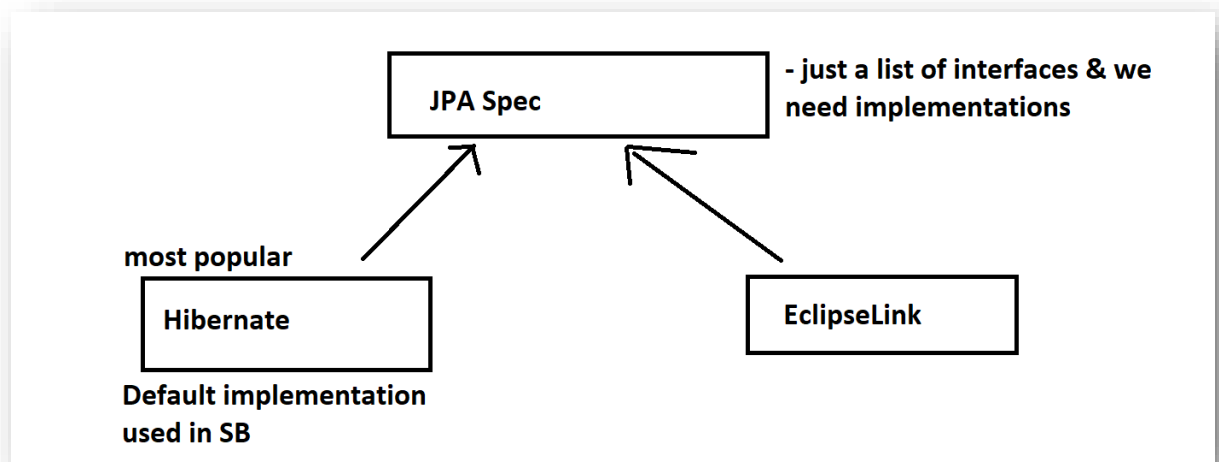 JPA Spec
- just a list of interfaces & we
need implementations
most popular
Hibernate
EclipseLink
Default implementation
used in SB